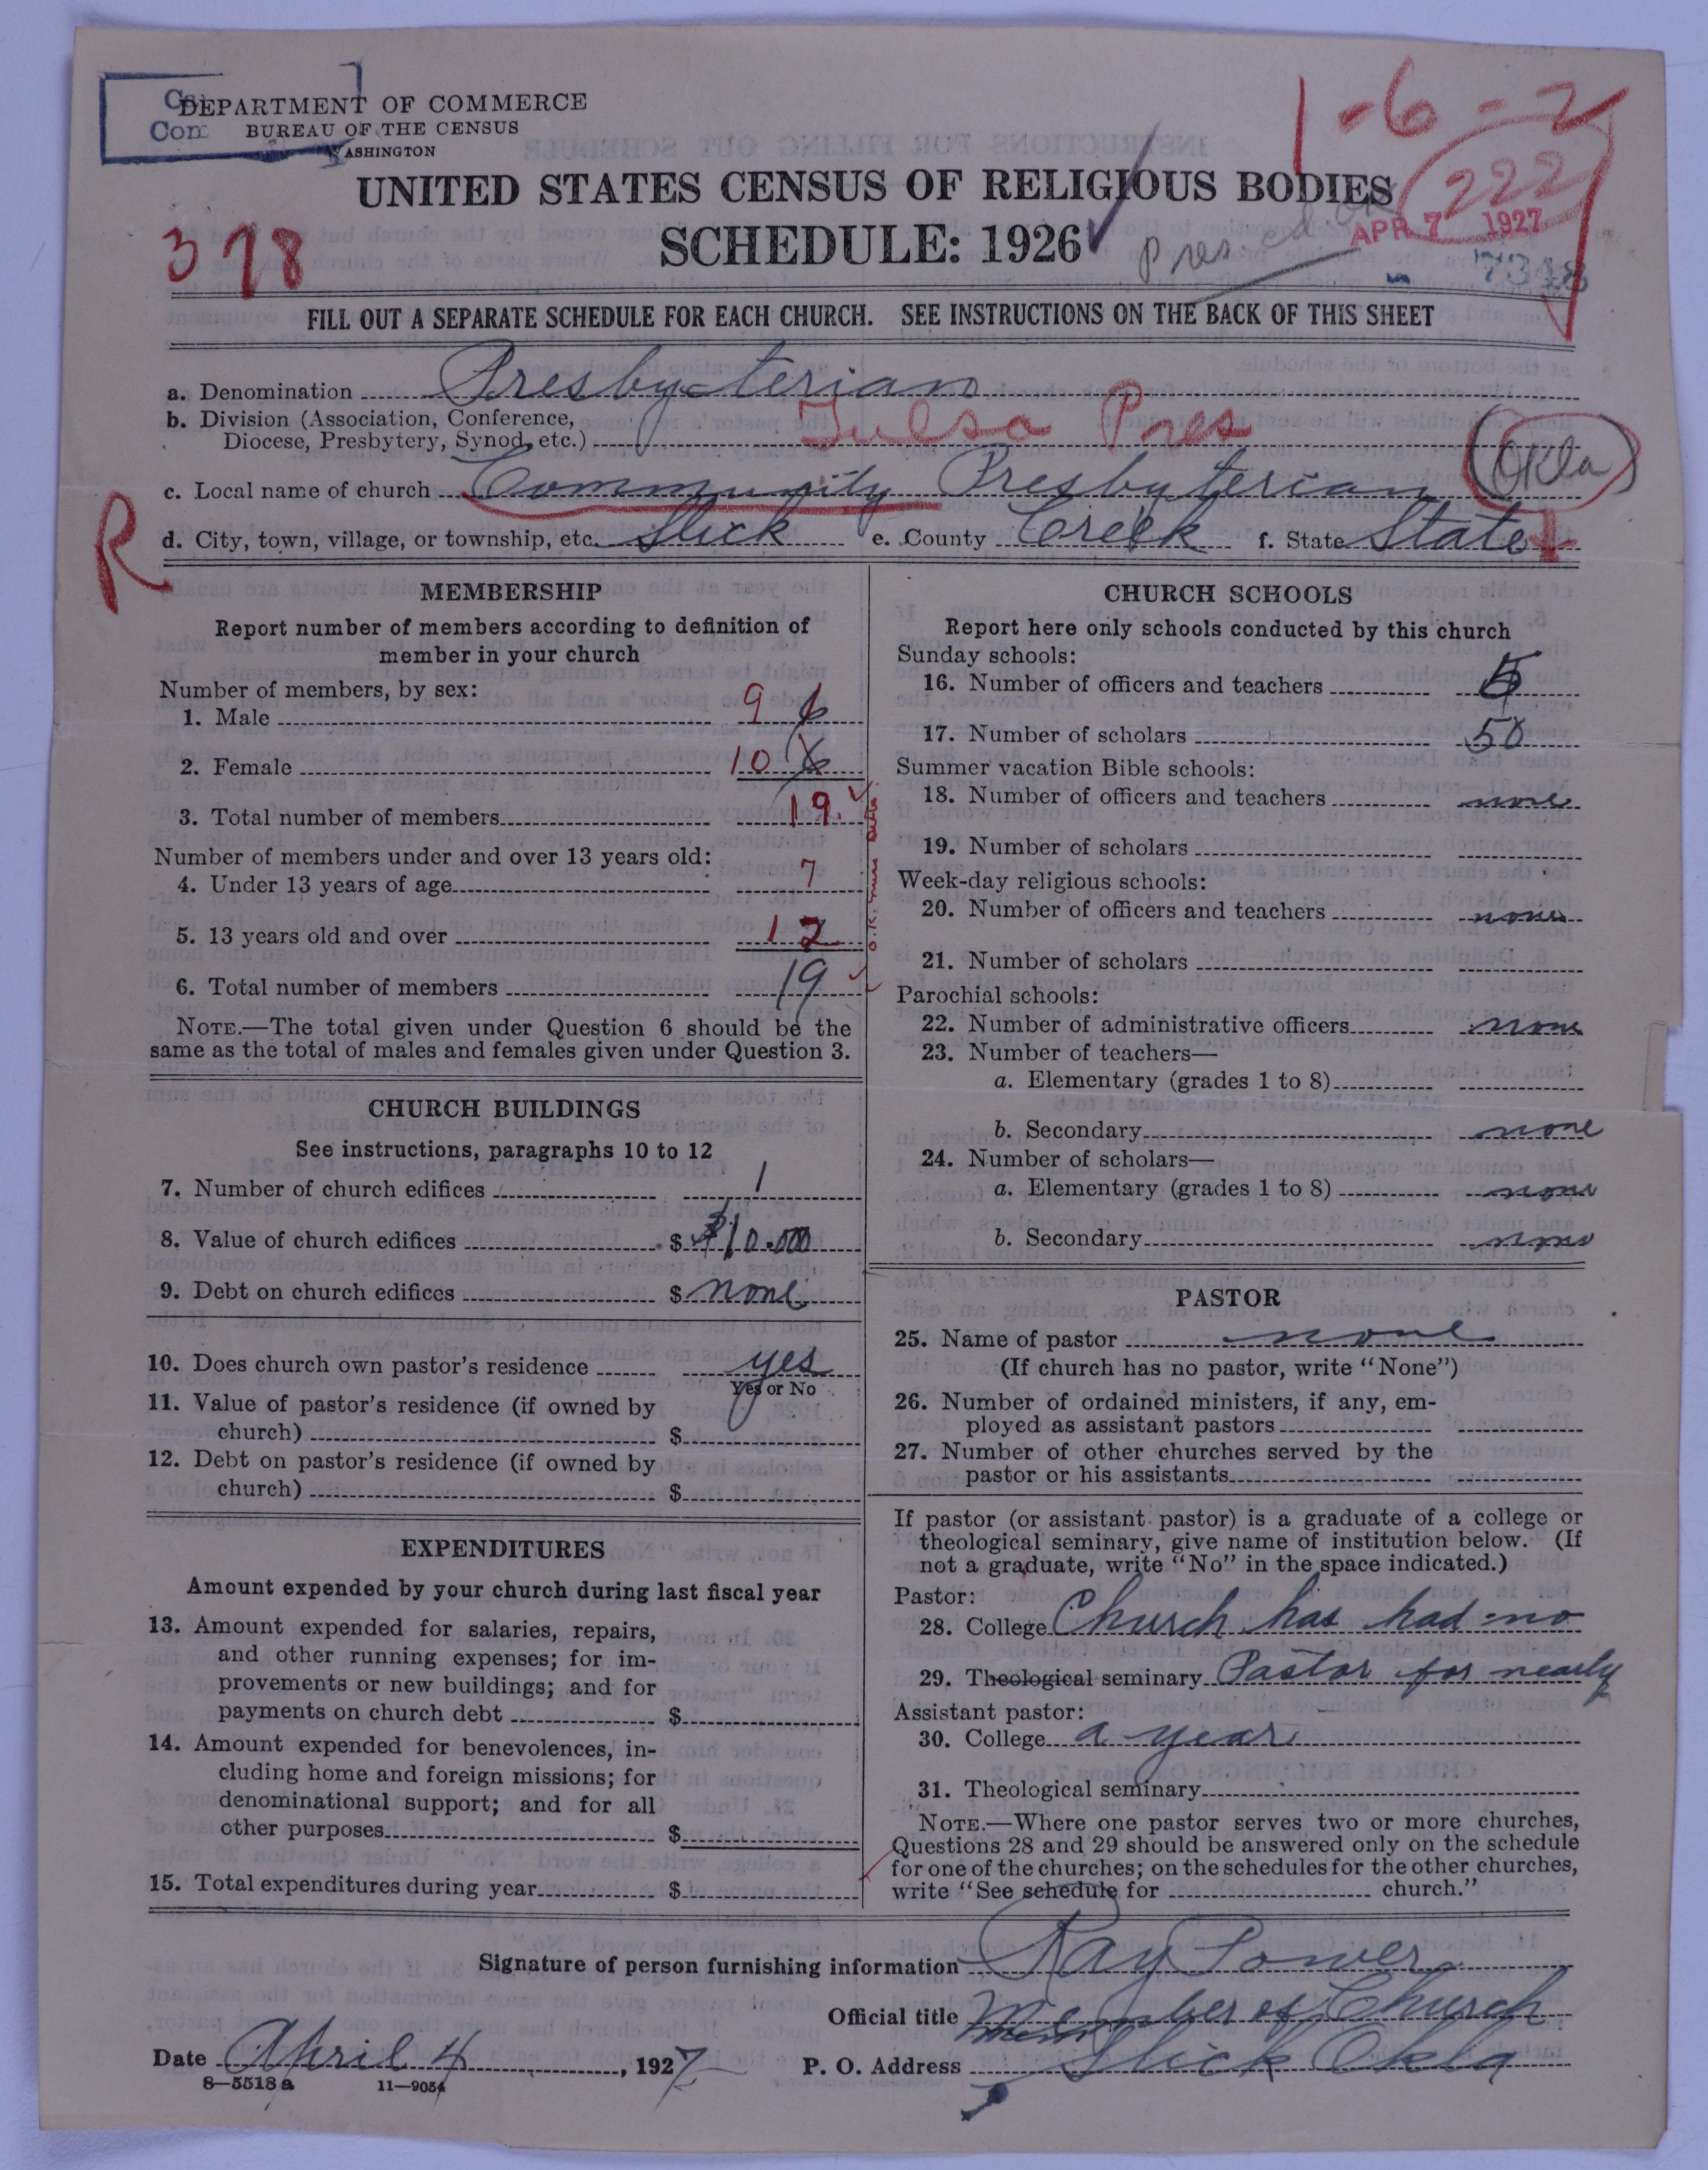 DEPARTMENT OF COMMERCE
BUREAU OF THE CENSUS
WASHINGTON
1-6-2
222
UNITED STATES CENSUS OF RELIGIOUS BODIES
SCHEDULE: 1926
378
Pres.
APR 7 1927
FILL OUT A SEPARATE SCHEDULE FOR EACH CHURCH. SEE INSTRUCTIONS ON THE BACK OF THIS SHEET
a. Denomination Presbyterian
b. Division (Association, Conference,
Diocese, Presbytery, Synod, etc.) Tulsa Pres
c. Local name of church Community Presbyterian Okla
R
d. City, town, village, or township, etc. Slick e. County Creek f. State State
MEMBERSHIP
Report number of members according to definition of
member in your church
Number of members, by sex:
1. Male 9 6
2. Female 10
3. Total number of members 19
Number of members under and over 13 years old:
4. Under 13 years of age 7
5. 13 years old and over 12
6. Total number of members 19
NOTE.—The total given under Question 6 should be the
same as the total of males and females given under Question 3.
CHURCH BUILDINGS
See instructions, paragraphs 10 to 12
7. Number of church edifices 1
8. Value of church edifices $ $10.000
9. Debt on church edifices $ none
10. Does church own pastor's residence yes
Yes or No
11. Value of pastor's residence (if owned by
church) $
12. Debt on pastor's residence (if owned by
church) $
EXPENDITURES
Amount expended by your church during last fiscal year
13. Amount expended for salaries, repairs,
and other running expenses; for im-
provements or new buildings; and for
payments on church debt $
14. Amount expended for benevolences, in-
cluding home and foreign missions; for
denominational support; and for all
other purposes $
15. Total expenditures during year $
CHURCH SCHOOLS
Report here only schools conducted by this church
Sunday schools:
16. Number of officers and teachers 5
17. Number of scholars 50
Summer vacation Bible schools:
18. Number of officers and teachers none
19. Number of scholars
Week-day religious schools:
20. Number of officers and teachers none
21. Number of scholars
Parochial schools:
22. Number of administrative officers none
23. Number of teachers—
a. Elementary (grades 1 to 8)
b. Secondary none
24. Number of scholars—
a. Elementary (grades 1 to 8) none
b. Secondary none
PASTOR
25. Name of pastor none
(If church has no pastor, write "None")
26. Number of ordained ministers, if any, em-
ployed as assistant pastors
27. Number of other churches served by the
pastor or his assistants
If pastor (or assistant pastor) is a graduate of a college or
theological seminary, give name of institution below. (If
not a graduate, write "No" in the space indicated.)
Pastor:
28. College Church has had no
29. Theological seminary Pastor for nearly
Assistant pastor:
30. College a year
31. Theological seminary
NOTE.—Where one pastor serves two or more churches,
Questions 28 and 29 should be answered only on the schedule
for one of the churches; on the schedules for the other churches,
write "See schedule for church."
Signature of person furnishing information Ray Power
Official title Member of Church
Date April 4, 1927 P. O. Address Slick Okla
8—5518 a 11—9054